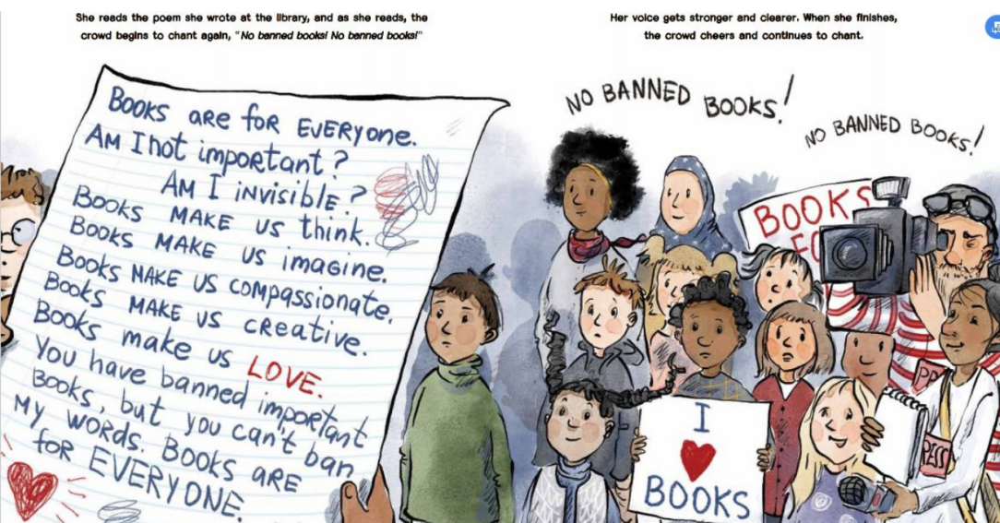 She reads the poem she wrote at the library, and as she reads, the
crowd begins to chant again, "No banned books! No banned books!"
Her voice gets stronger and clearer. When she finishes,
the crowd cheers and continues to chant.
BOOKS ARE foR EVERYone.
AM I not impoRtant?
AM I iNvisiblE?
BOOKS MAKE US think.
BOOKS MAKE US imaGine.
BOOKS MAKE US COMpassionate.
BOOKS MAKE US CReative.
BOOKS make us LOVE.
You have banned impoRtant
BOOKS, but you can't ban
MY WORDS. BOOKS ARE
foR EVERYONE.
NO BANNED BOOKS!
NO BANNED BOOKS!
BOOKS
I
BOOKS
PRESS